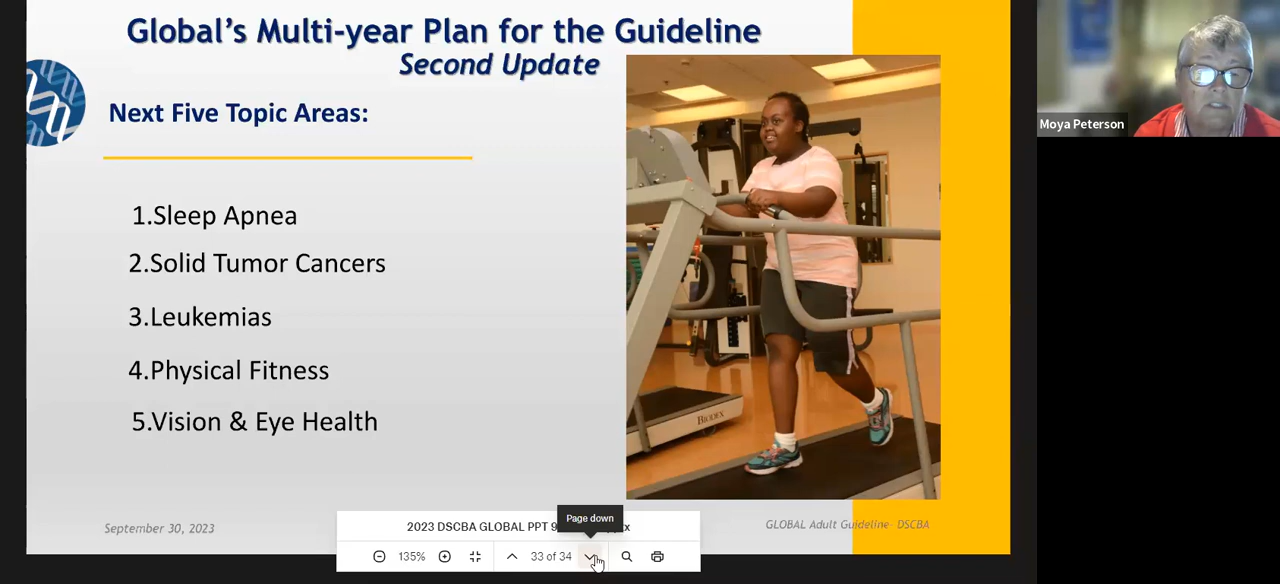 Global's Multi-year Plan for the Guideline
Second Update
Next Five Topic Areas:
1.Sleep Apnea
2.Solid Tumor Cancers
3.Leukemias
4.Physical Fitness
5.Vision & Eye Health
BIODEX
September 30, 2023
GLOBAL Adult Guideline- DSCBA
Page down
2023 DSCBA GLOBAL PPT 9
x
135%
33 of 34
Moya Peterson